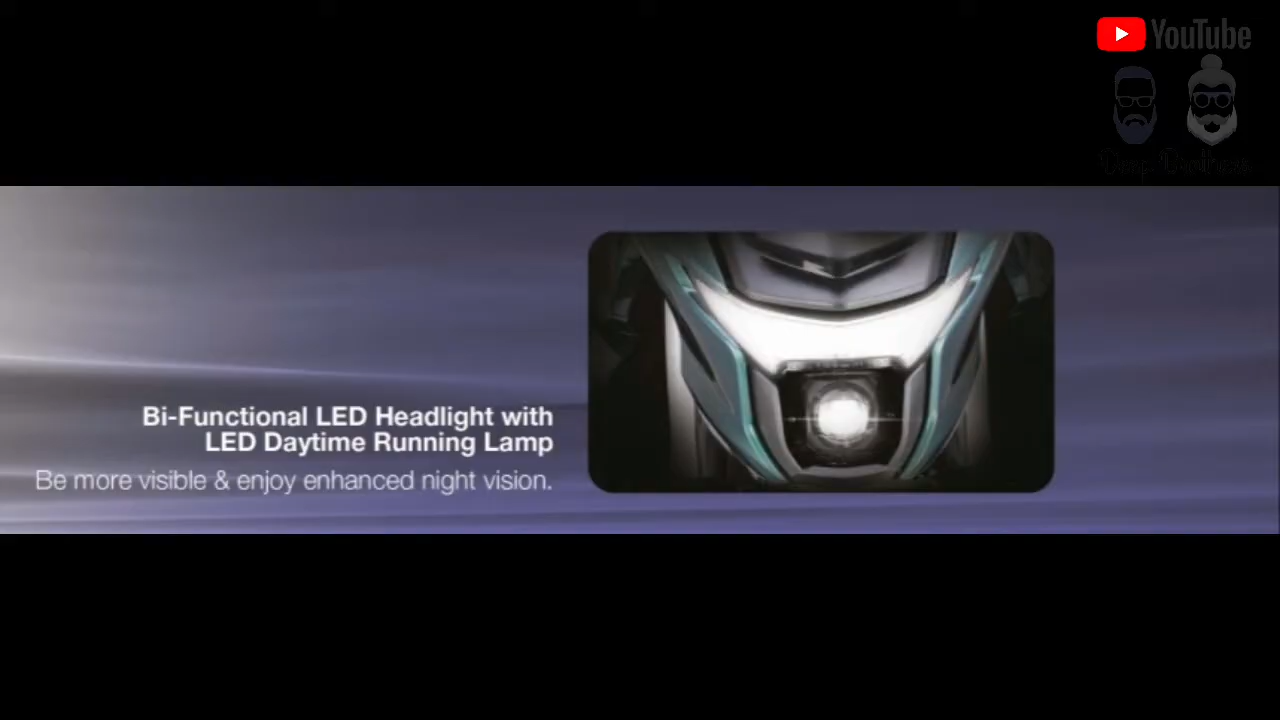 YouTube
Bi-Functional LED Headlight with
LED Daytime Running Lamp
Be more visible & enjoy enhanced night vision.